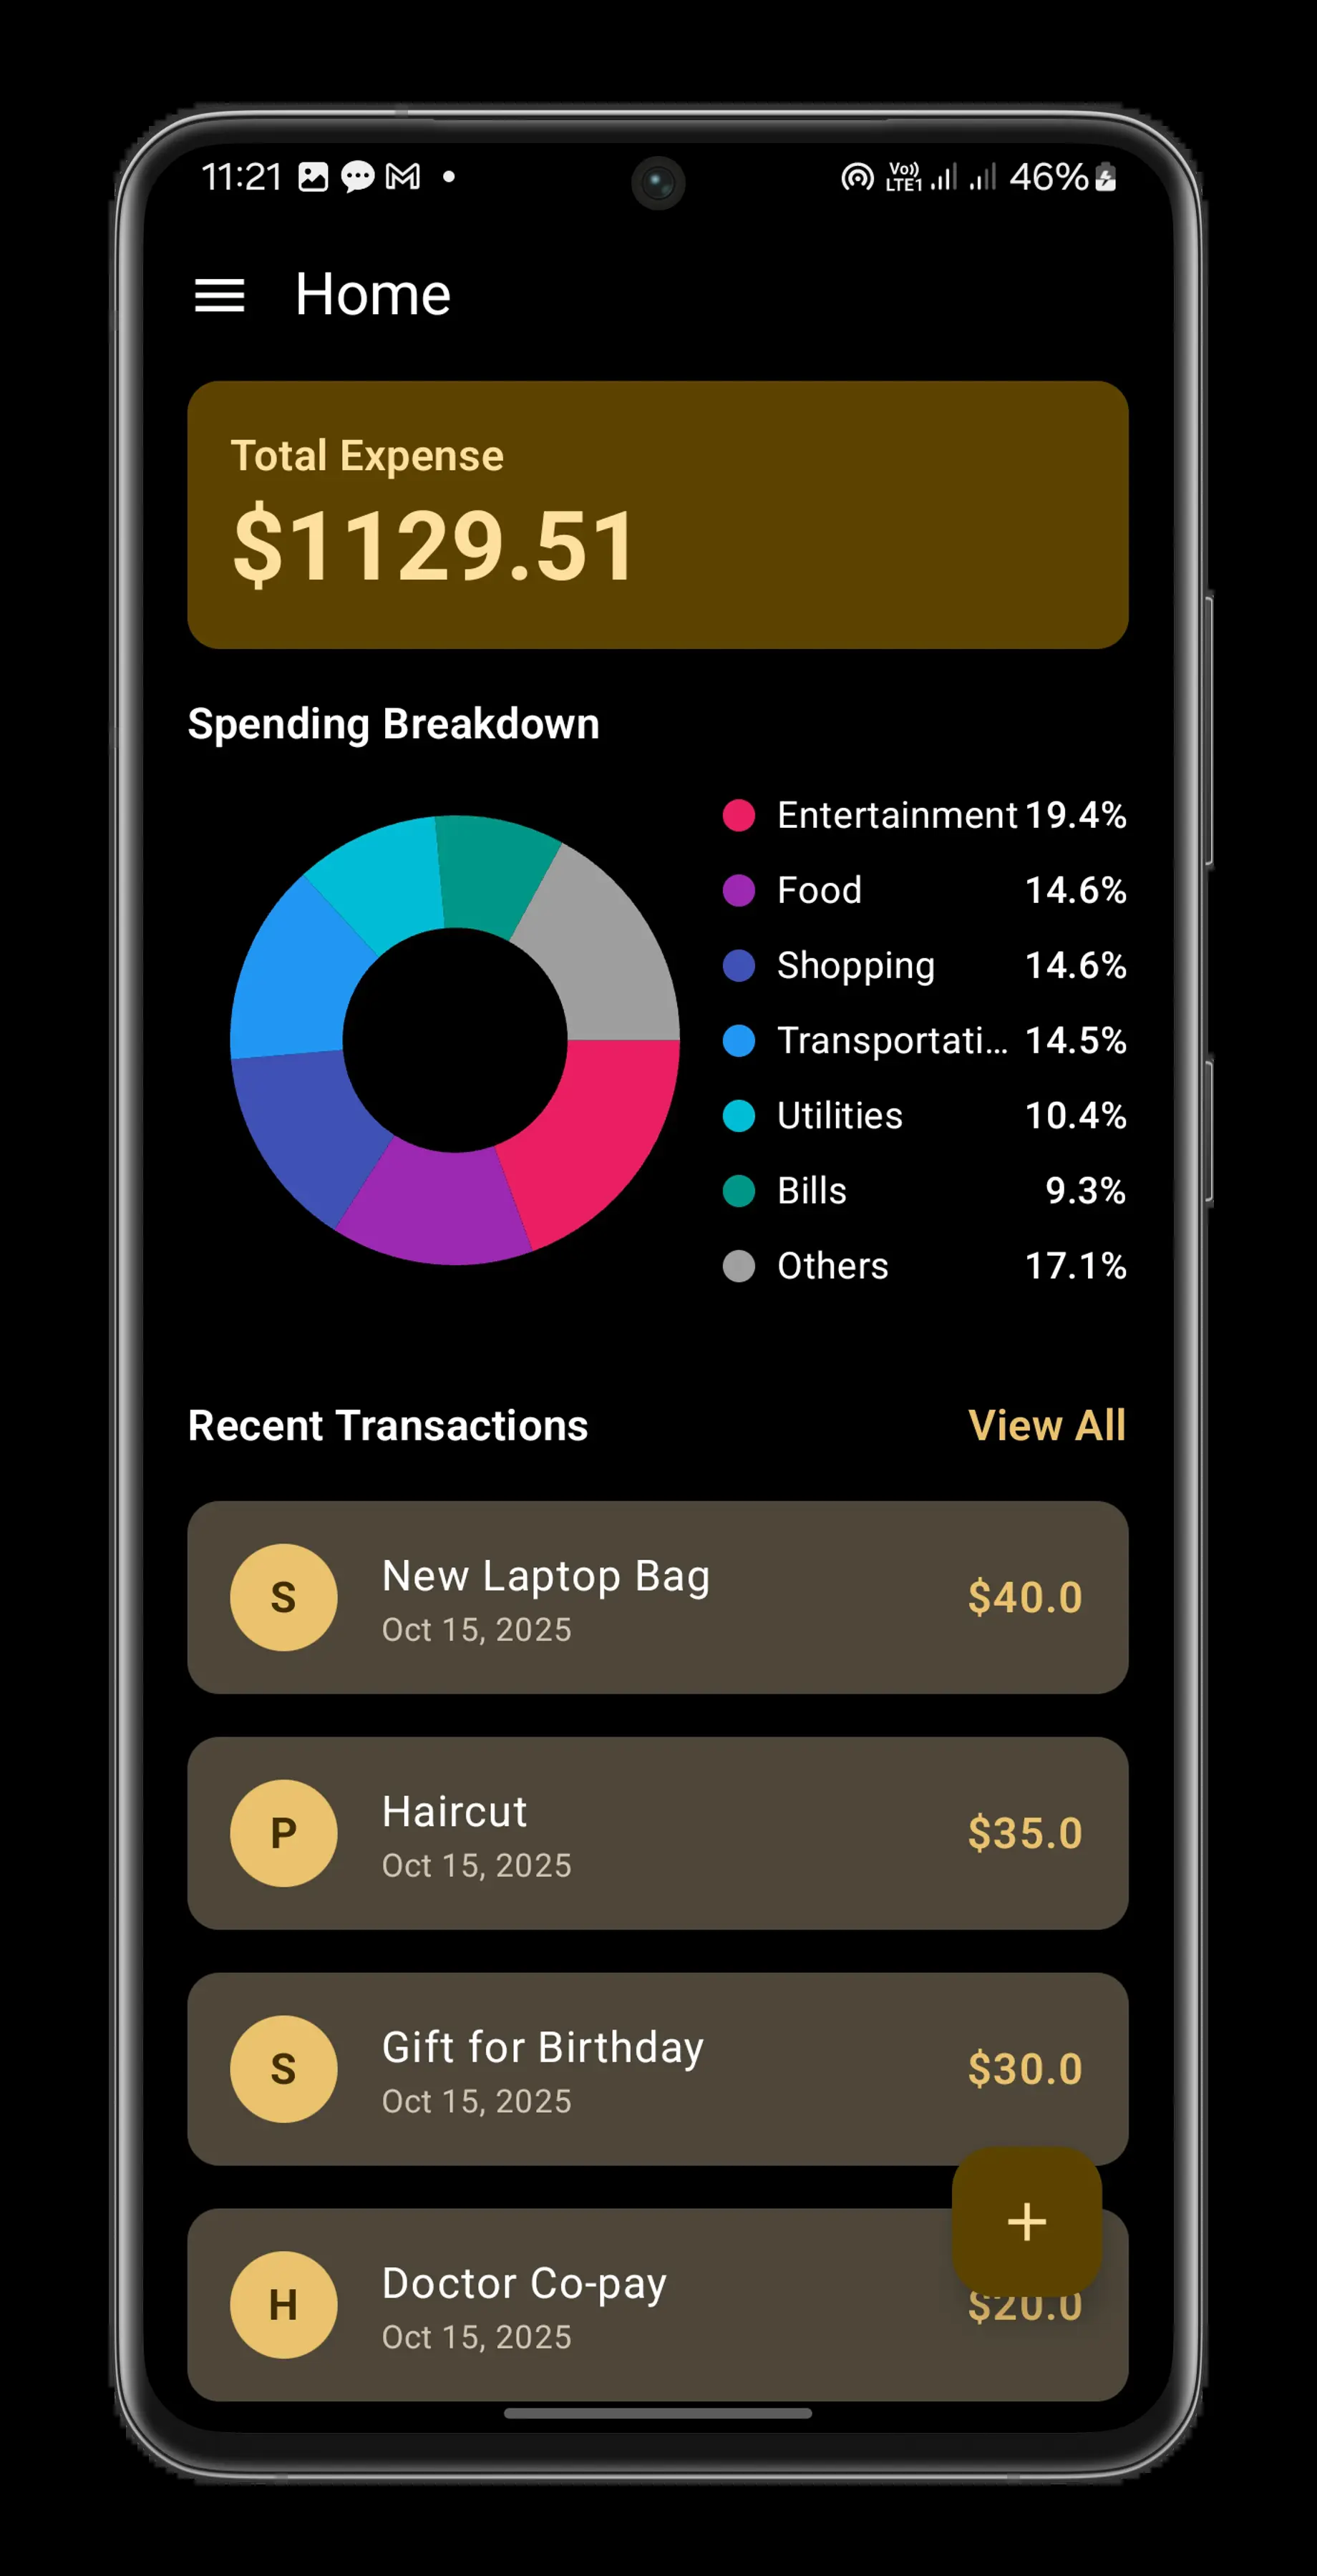 11:21 Vo)) LTE1 46%
Home
Total Expense
$1129.51
Spending Breakdown
Entertainment 19.4%
Food 14.6%
Shopping 14.6%
Transportati... 14.5%
Utilities 10.4%
Bills 9.3%
Others 17.1%
Recent Transactions View All
S New Laptop Bag $40.0
Oct 15, 2025
P Haircut $35.0
Oct 15, 2025
S Gift for Birthday $30.0
Oct 15, 2025
+
H Doctor Co-pay $20.0
Oct 15, 2025